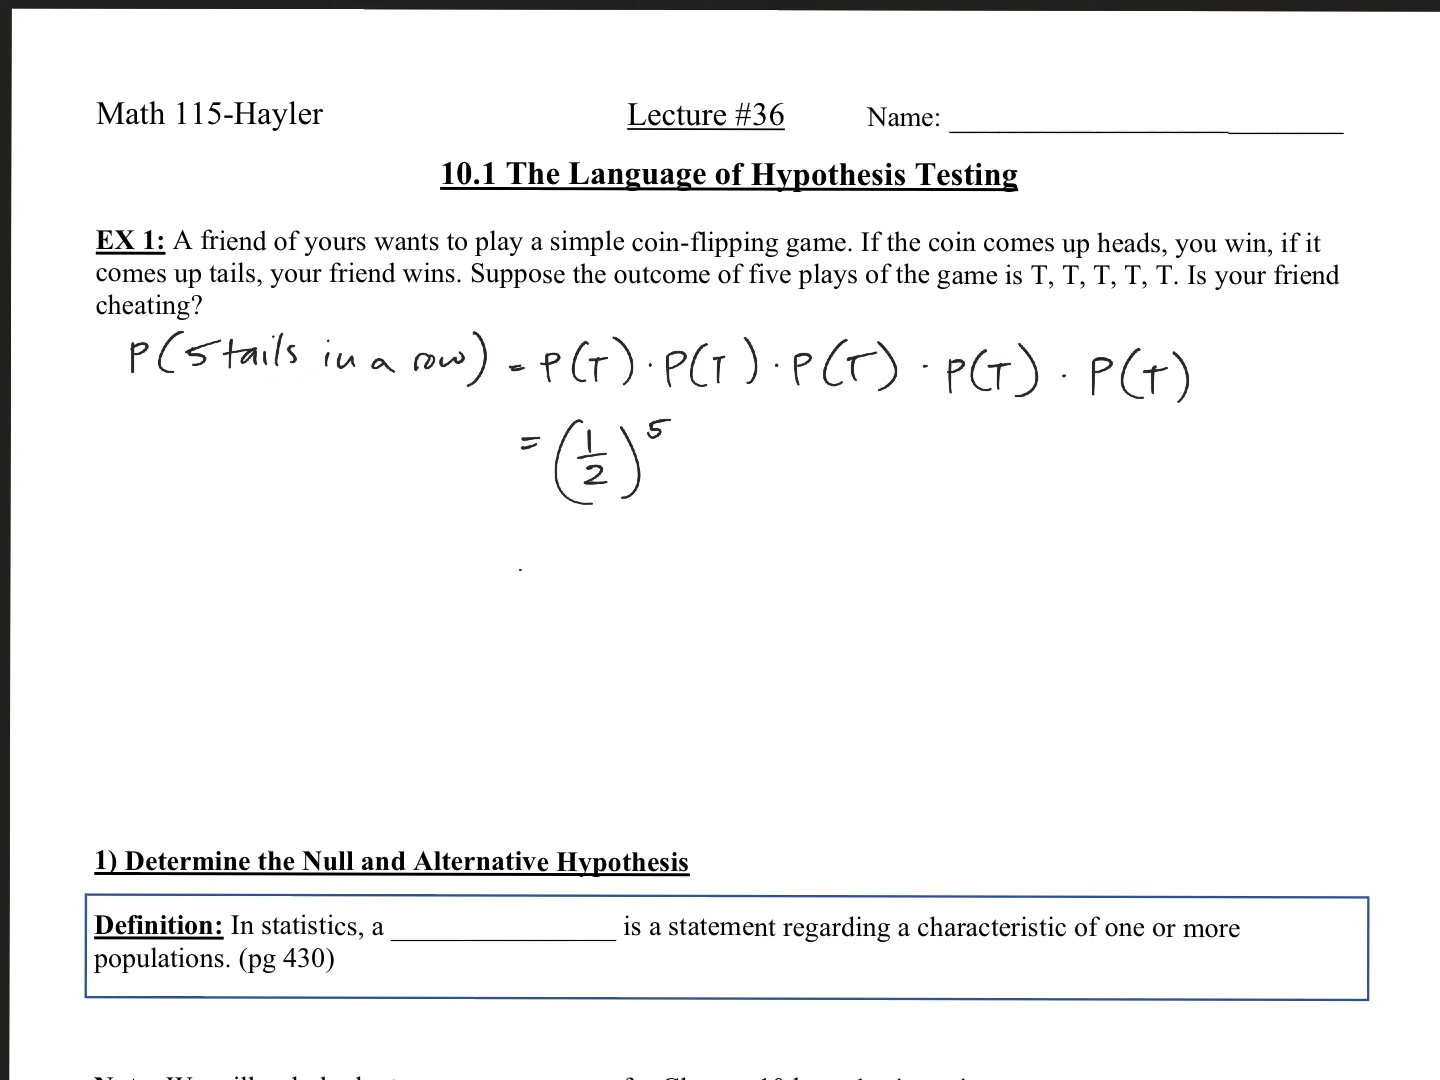 Math 115-Hayler Lecture #36 Name: ____________________________
10.1 The Language of Hypothesis Testing
EX 1: A friend of yours wants to play a simple coin-flipping game. If the coin comes up heads, you win, if it
comes up tails, your friend wins. Suppose the outcome of five plays of the game is T, T, T, T, T. Is your friend
cheating?
P(5 tails in a row) = P(T) · P(T) · P(T) · P(T) · P(T)
= (1/2)^5
1) Determine the Null and Alternative Hypothesis
Definition: In statistics, a ________________ is a statement regarding a characteristic of one or more
populations. (pg 430)